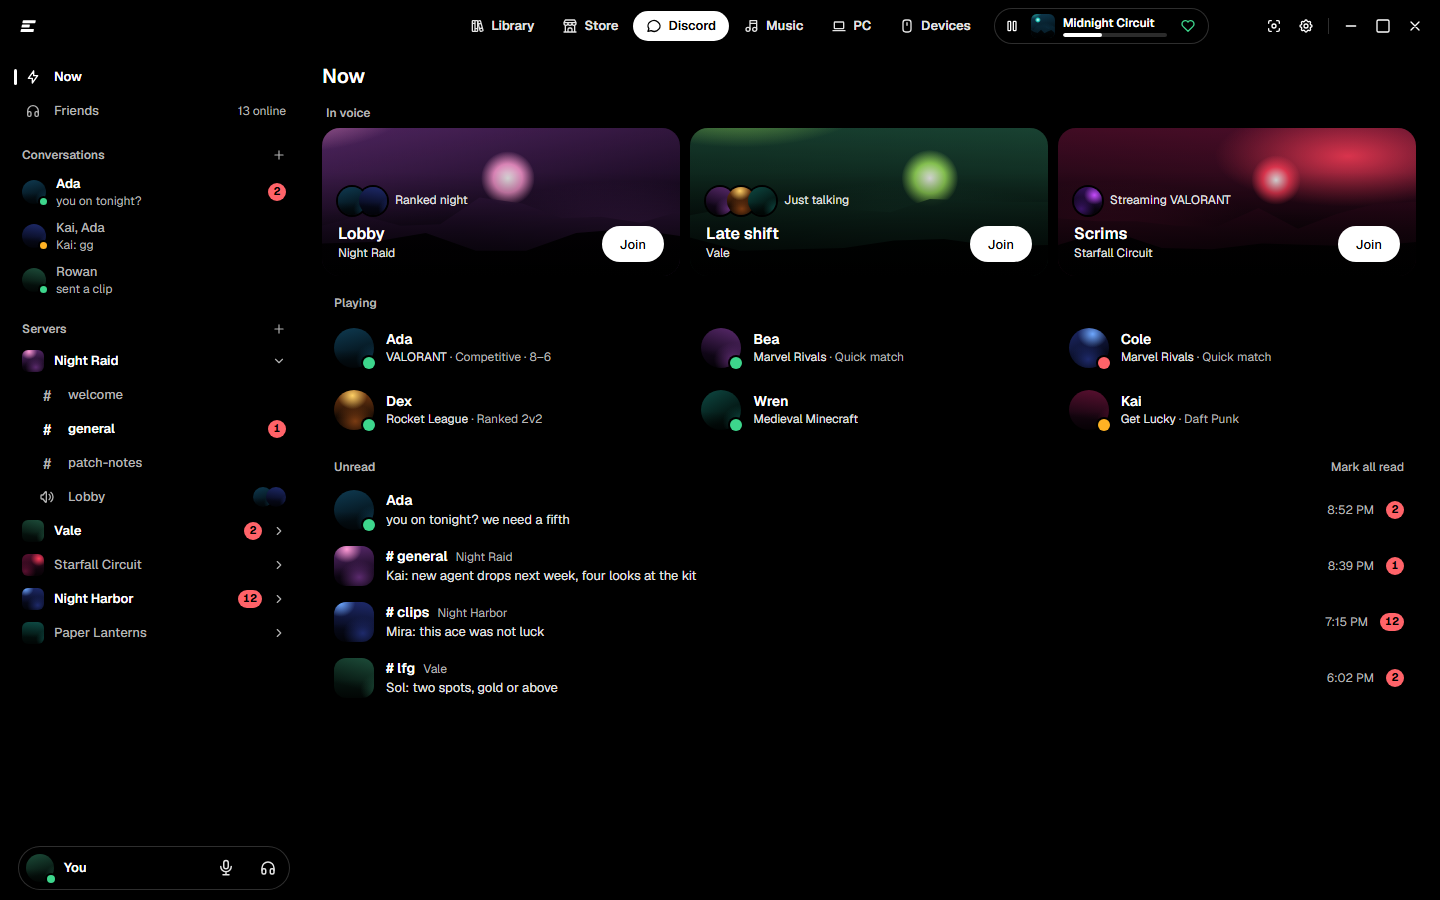 Library
Store
Discord
Music
PC
Devices
Midnight Circuit
Now
Friends
13 online
Conversations
Ada
you on tonight?
2
Kai, Ada
Kai: gg
Rowan
sent a clip
Servers
Night Raid
# welcome
# general
1
# patch-notes
Lobby
Vale
2
Starfall Circuit
Night Harbor
12
Paper Lanterns
You
Now
In voice
Ranked night
Lobby
Night Raid
Join
Just talking
Late shift
Vale
Join
Streaming VALORANT
Scrims
Starfall Circuit
Join
Playing
Ada
VALORANT · Competitive · 8–6
Bea
Marvel Rivals · Quick match
Cole
Marvel Rivals · Quick match
Dex
Rocket League · Ranked 2v2
Wren
Medieval Minecraft
Kai
Get Lucky · Daft Punk
Unread
Mark all read
Ada
you on tonight? we need a fifth
8:52 PM
2
# general Night Raid
Kai: new agent drops next week, four looks at the kit
8:39 PM
1
# clips Night Harbor
Mira: this ace was not luck
7:15 PM
12
# lfg Vale
Sol: two spots, gold or above
6:02 PM
2